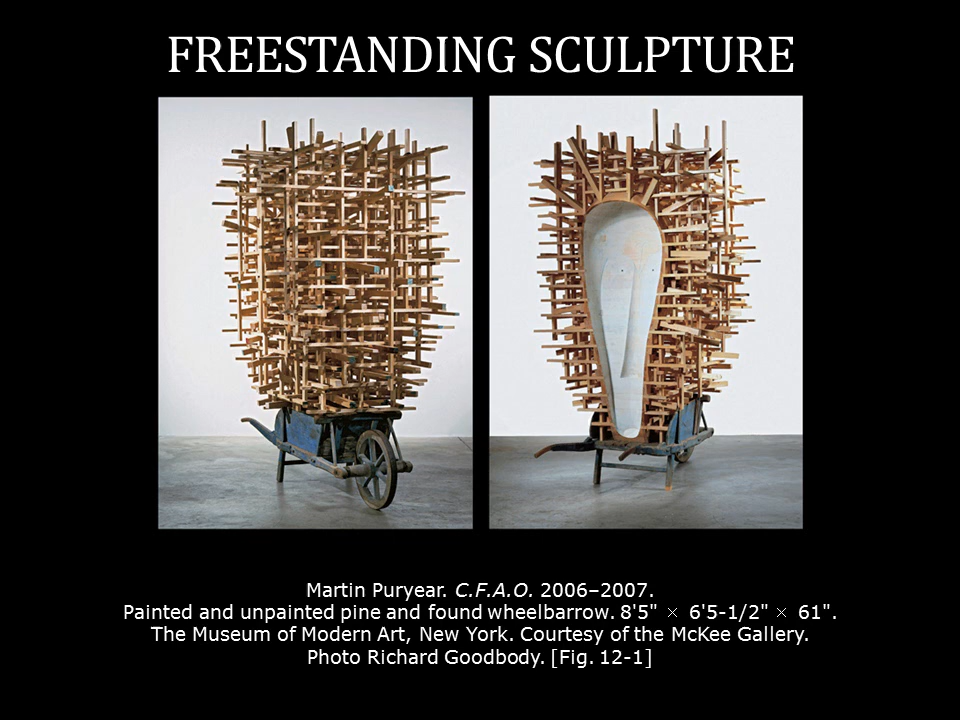 FREESTANDING SCULPTURE
Martin Puryear. C.F.A.O. 2006–2007.
Painted and unpainted pine and found wheelbarrow. 8'5" × 6'5-1/2" × 61".
The Museum of Modern Art, New York. Courtesy of the McKee Gallery.
Photo Richard Goodbody. [Fig. 12-1]